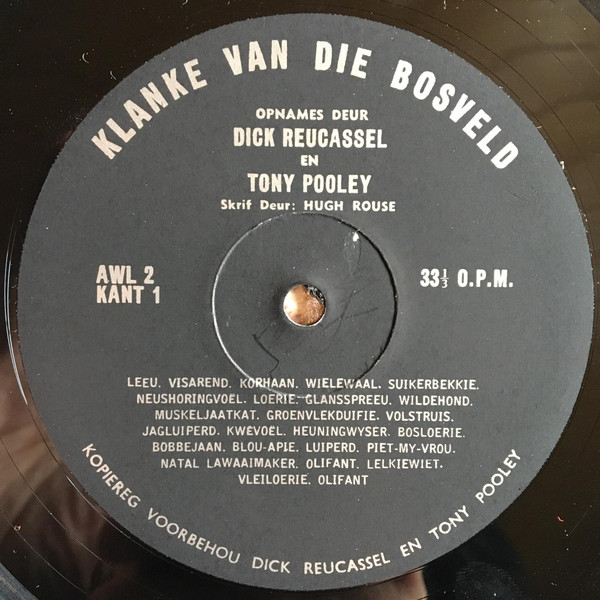 KLANKE VAN DIE BOSVELD
OPNAMES DEUR
DICK REUCASSEL
EN
TONY POOLEY
Skrif Deur: HUGH ROUSE
AWL 2
KANT 1
33⅓ O.P.M.
LEEU. VISAREND. KORHAAN. WIELEWAAL. SUIKERBEKKIE.
NEUSHORINGVOEL. LOERIE. GLANSSPREEU. WILDEHOND.
MUSKELJAATKAT. GROENVLEKDUIFIE. VOLSTRUIS.
JAGLUIPERD. KWEVOEL. HEUNINGWYSER. BOSLOERIE.
BOBBEJAAN. BLOU-APIE. LUIPERD. PIET-MY-VROU.
NATAL LAWAAIMAKER. OLIFANT. LELKIEWIET.
VLEILOERIE. OLIFANT
KOPIEREG VOORBEHOU DICK REUCASSEL EN TONY POOLEY